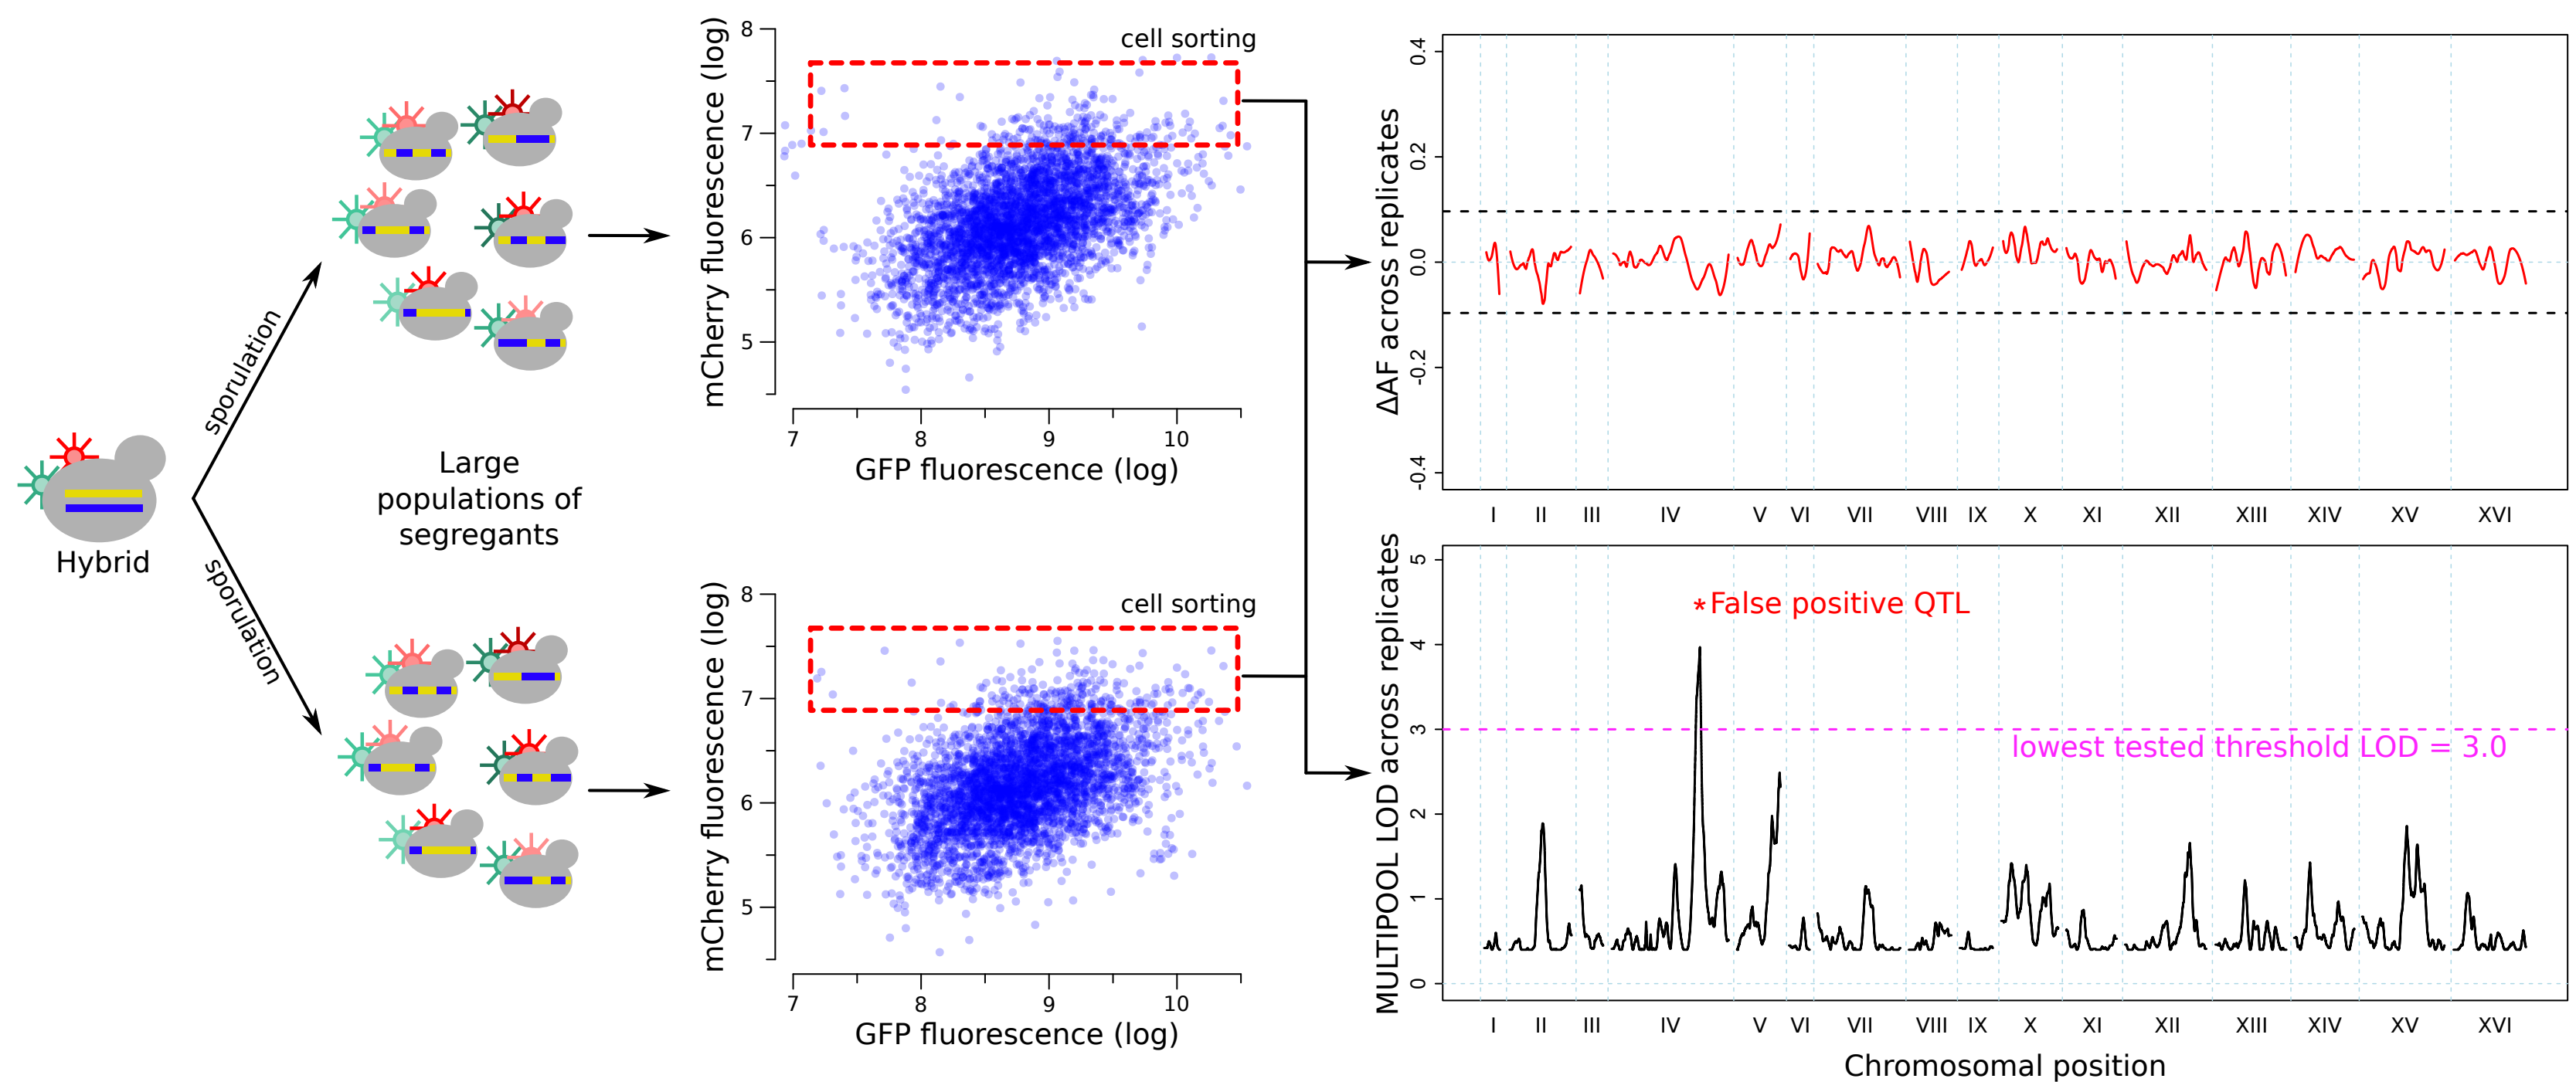 Hybrid
sporulation
sporulation
Large
populations of
segregants
cell sorting
mCherry fluorescence (log)
8
7
6
5
7
8
9
10
GFP fluorescence (log)
cell sorting
mCherry fluorescence (log)
8
7
6
5
7
8
9
10
GFP fluorescence (log)
ΔAF across replicates
0.4
0.2
0.0
-0.2
-0.4
I II III IV V VI VII VIII IX X XI XII XIII XIV XV XVI
MULTIPOOL LOD across replicates
5
4
3
2
1
0
*False positive QTL
lowest tested threshold LOD = 3.0
I II III IV V VI VII VIII IX X XI XII XIII XIV XV XVI
Chromosomal position